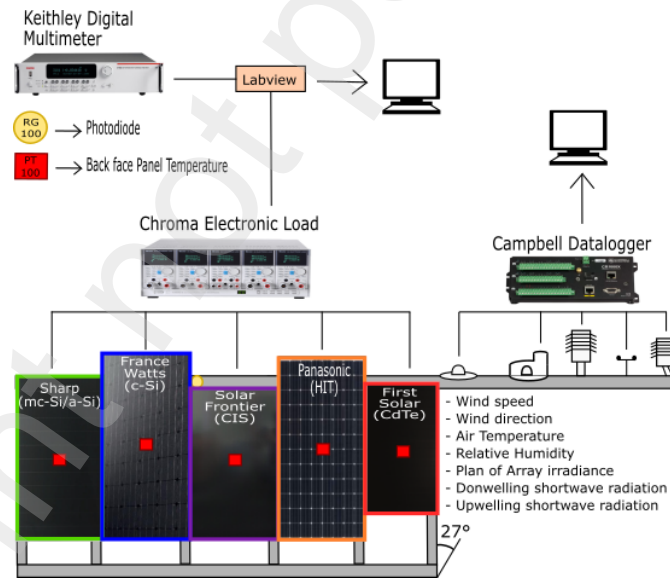 Keithley Digital
Multimeter
Labview
RG
100
Photodiode
PT
100
Back face Panel Temperature
Chroma Electronic Load
Campbell Datalogger
Sharp
(mc-Si/a-Si)
France
Watts
(c-Si)
Solar
Frontier
(CIS)
Panasonic
(HIT)
First
Solar
(CdTe)
- Wind speed
- Wind direction
- Air Temperature
- Relative Humidity
- Plan of Array irradiance
- Donwelling shortwave radiation
- Upwelling shortwave radiation
27°